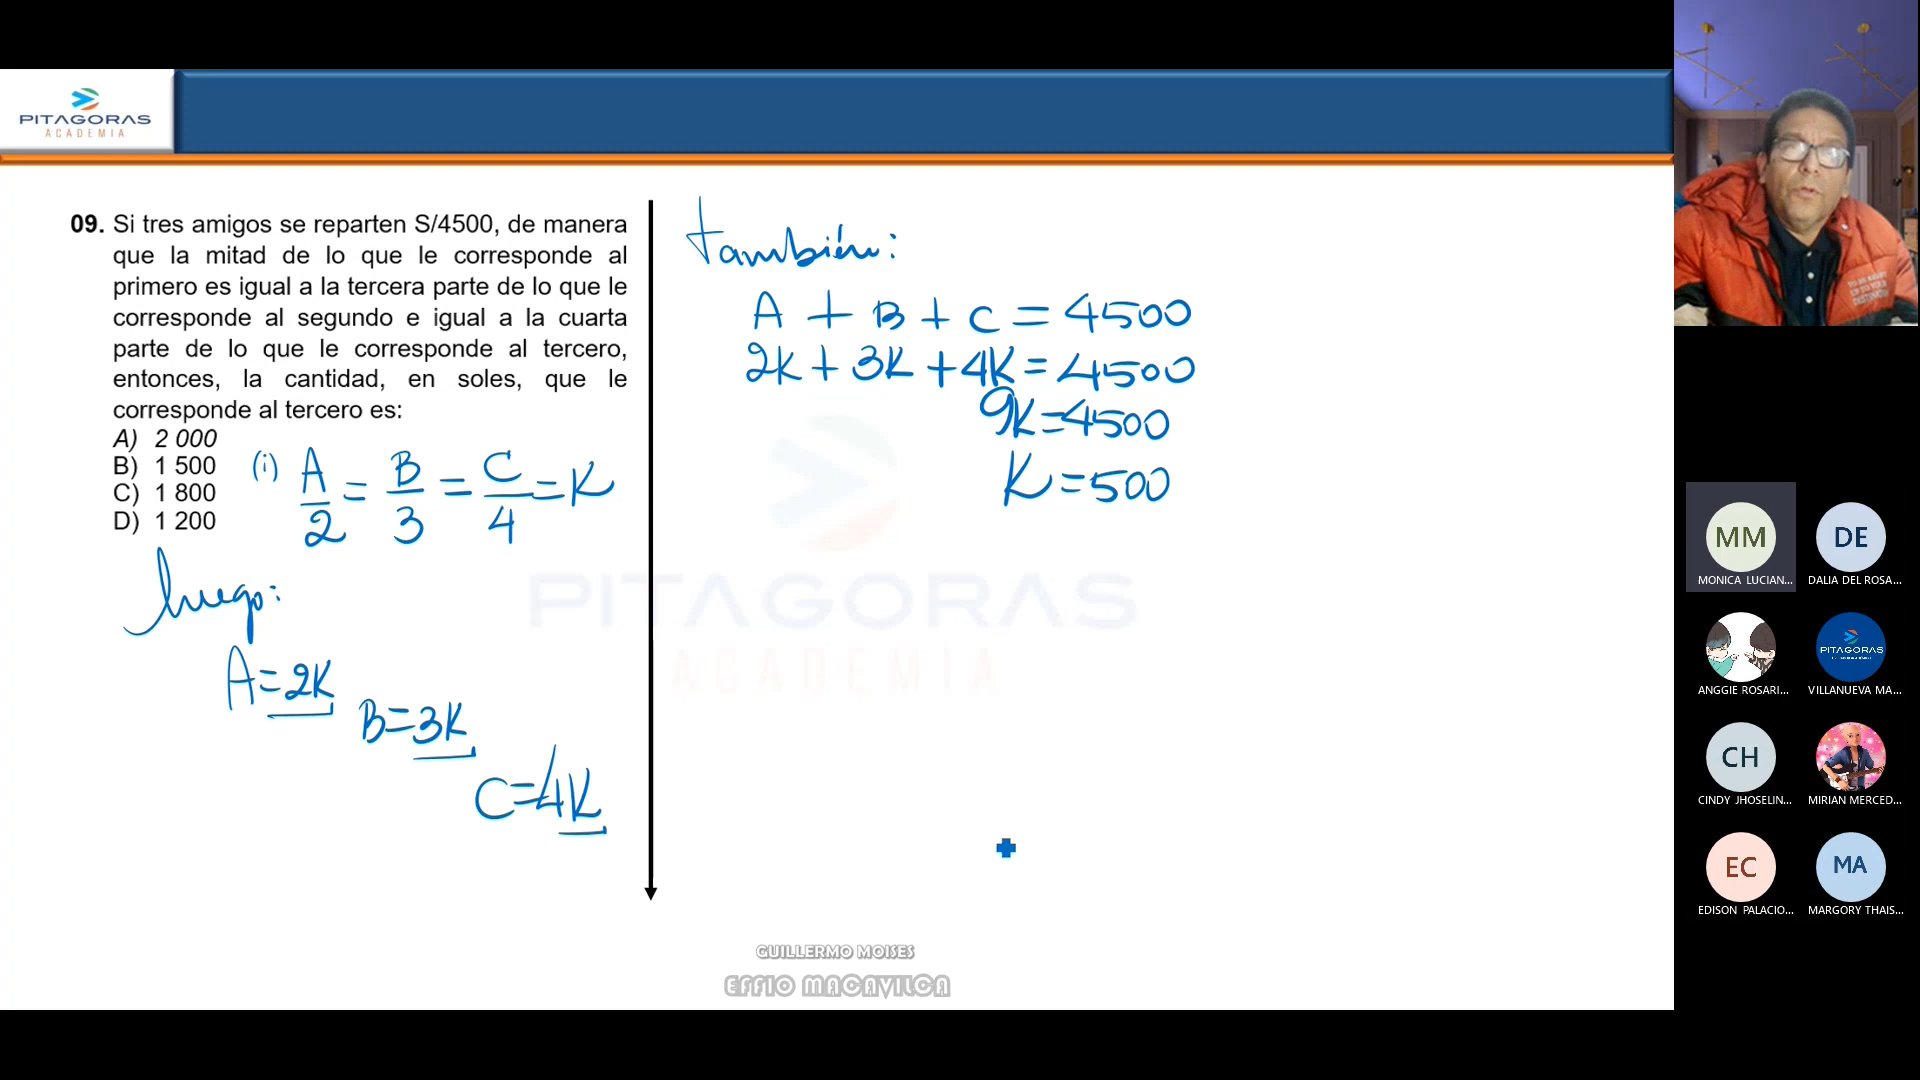 PITAGORAS
ACADEMIA
09. Si tres amigos se reparten S/4500, de manera
que la mitad de lo que le corresponde al
primero es igual a la tercera parte de lo que le
corresponde al segundo e igual a la cuarta
parte de lo que le corresponde al tercero,
entonces, la cantidad, en soles, que le
corresponde al tercero es:
A) 2 000
B) 1 500
C) 1 800
D) 1 200
(i) A/2 = B/3 = C/4 = K
luego:
A=2K
B=3K
C=4K
también:
A + B + C = 4500
2K + 3K + 4K = 4500
9K=4500
K=500
PITAGORAS
ACADEMIA
GUILLERMO MOISES
EFFIO MACAVILCA
MM
MONICA LUCIAN...
DE
DALIA DEL ROSA...
ANGGIE ROSARI...
PITAGORAS
VILLANUEVA MA...
CH
CINDY JHOSELIN...
MIRIAN MERCED...
EC
EDISON PALACIO...
MA
MARGORY THAIS...